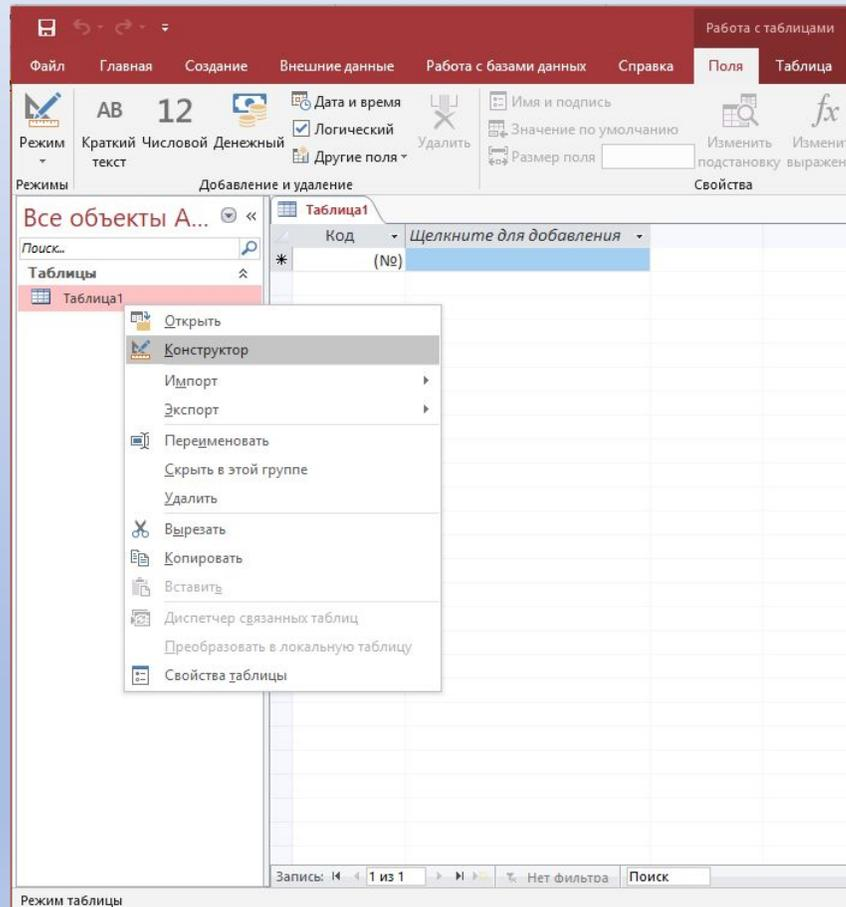 Работа с таблицами
Файл Главная Создание Внешние данные Работа с базами данных Справка Поля Таблица
Режим
AB Краткий текст
12 Числовой
Денежный
Дата и время
Логический
Другие поля
Удалить
Имя и подпись
Значение по умолчанию
Размер поля
Изменить подстановку
fx
Режимы Добавление и удаление Свойства
Все объекты A...
Поиск...
Таблицы
Таблица1
Таблица1
Код Щелкните для добавления
(№)
Открыть
Конструктор
Импорт
Экспорт
Переименовать
Скрыть в этой группе
Удалить
Вырезать
Копировать
Вставить
Диспетчер связанных таблиц
Преобразовать в локальную таблицу
Свойства таблицы
Запись: 1 из 1 Нет фильтра Поиск
Режим таблицы